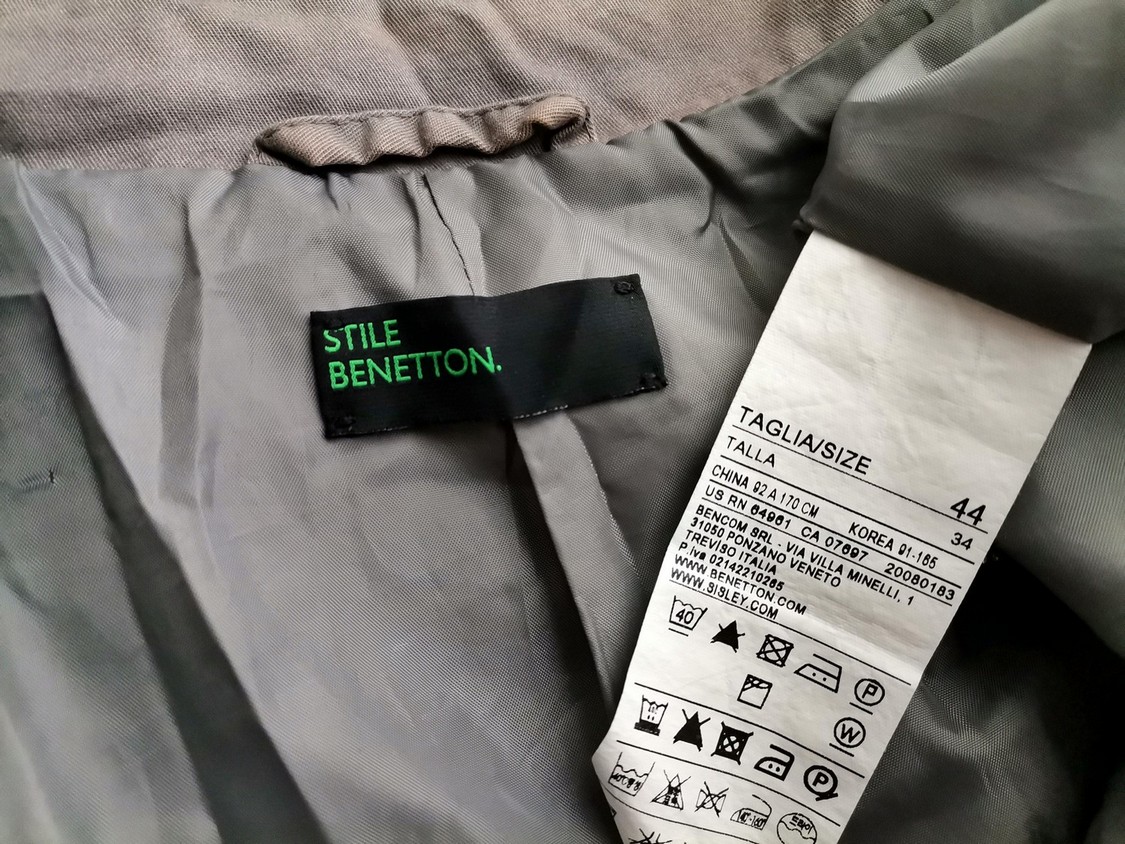 STILE
BENETTON.
TAGLIA/SIZE 44
TALLA 34
CHINA 92 A 170 CM KOREA 91-165
US RN 64961 CA 07697 20080183
BENCOM SRL - VIA VILLA MINELLI, 1
31050 PONZANO VENETO
TREVISO ITALIA
P.iva 02142210265
WWW.BENETTON.COM
WWW.SISLEY.COM
40
P
W
P